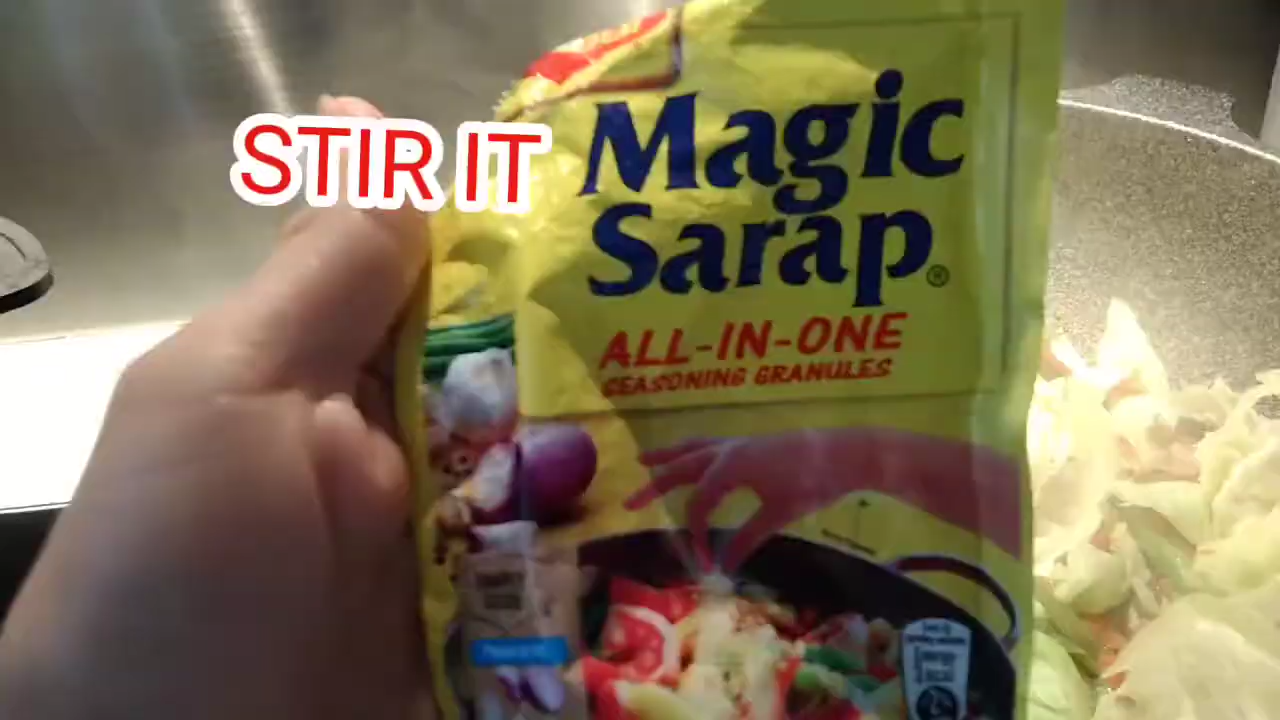 STIR IT
Magic
Sarap®
ALL-IN-ONE
SEASONING GRANULES